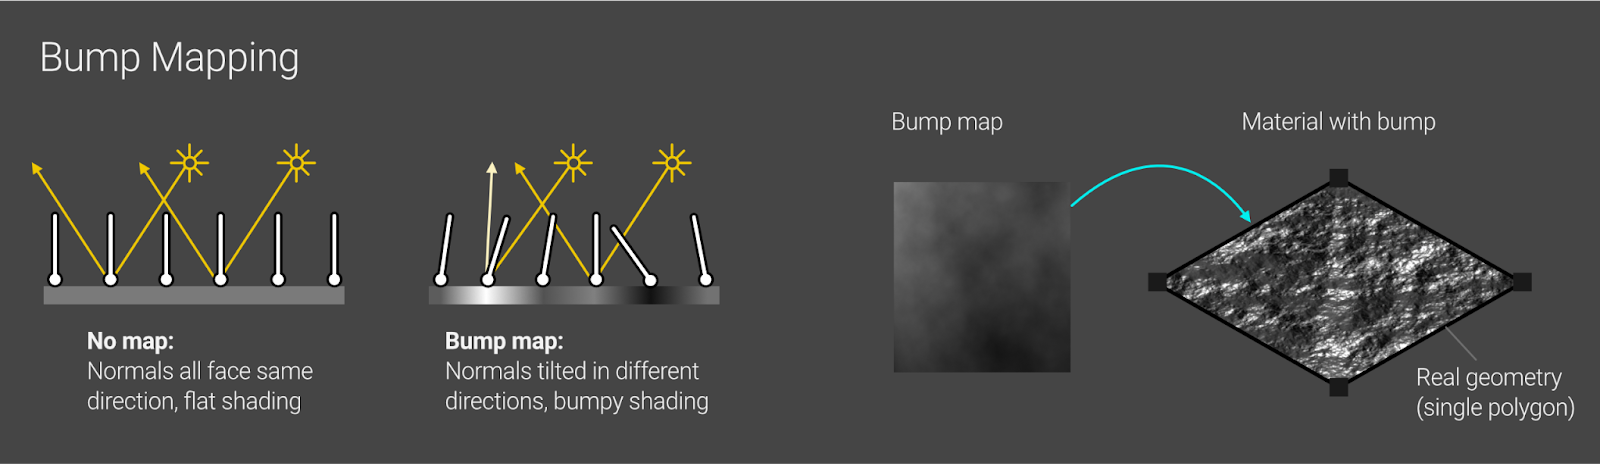 Bump Mapping
No map:
Normals all face same
direction, flat shading
Bump map:
Normals tilted in different
directions, bumpy shading
Bump map
Material with bump
Real geometry
(single polygon)